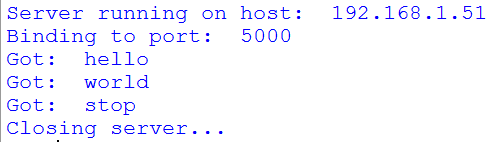 Server running on host:  192.168.1.51
Binding to port:  5000
Got:  hello
Got:  world
Got:  stop
Closing server...